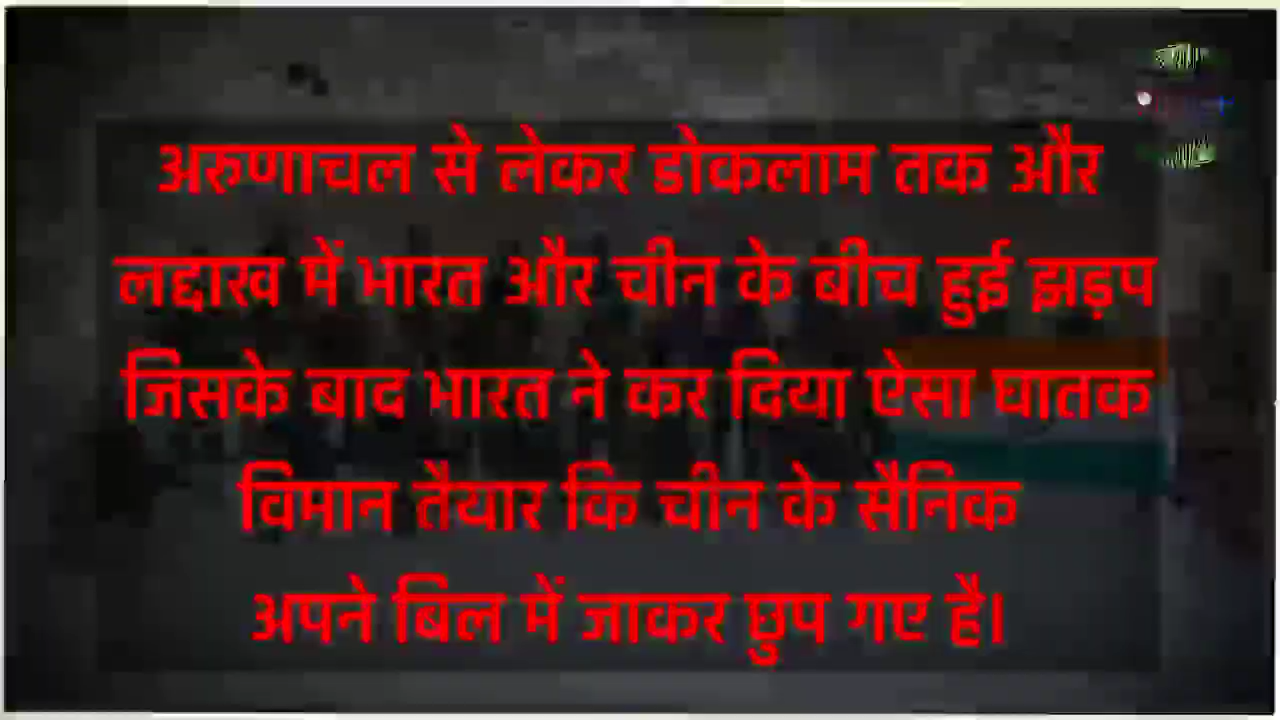 अरुणाचल से लेकर डोकलाम तक और
लद्दाख में भारत और चीन के बीच हुई झड़प
जिसके बाद भारत ने कर दिया ऐसा घातक
विमान तैयार कि चीन के सैनिक
अपने बिल में जाकर छुप गए है।